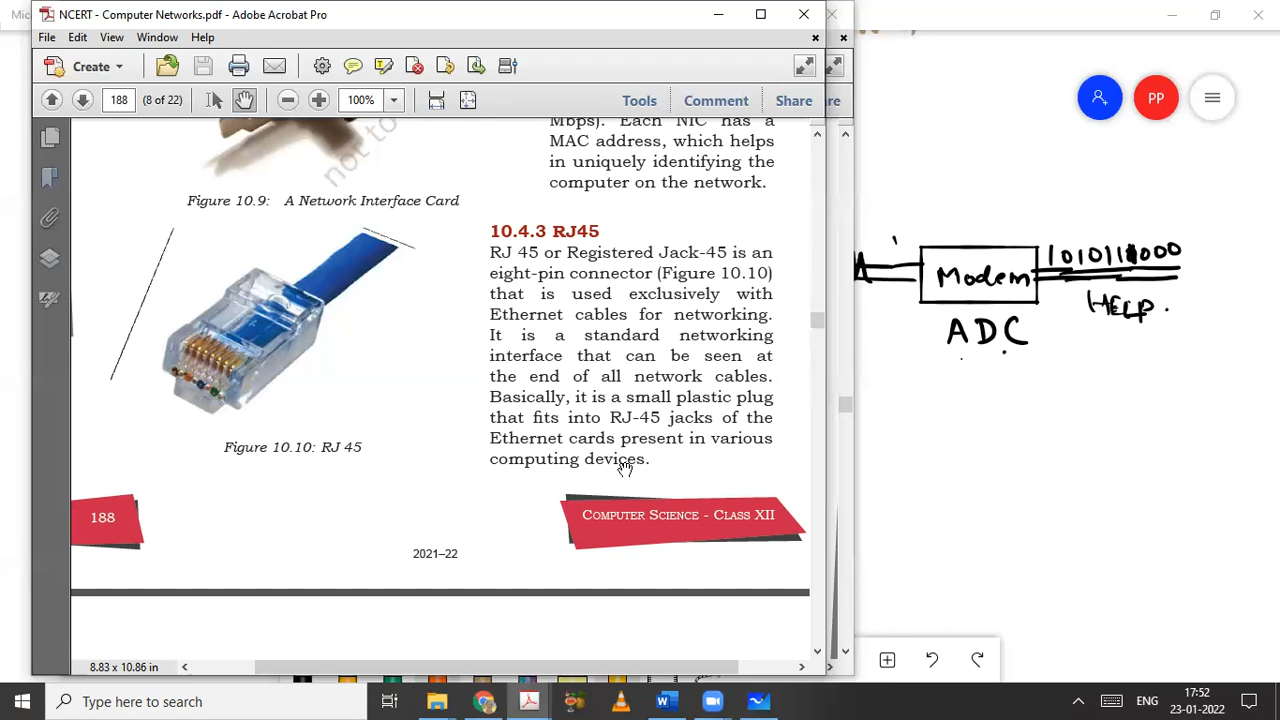 NCERT - Computer Networks.pdf - Adobe Acrobat Pro
File Edit View Window Help
Create
188 (8 of 22) 100% Tools Comment Share
Mbps). Each NIC has a
MAC address, which helps
in uniquely identifying the
computer on the network.
not to
Figure 10.9: A Network Interface Card
10.4.3 RJ45
RJ 45 or Registered Jack-45 is an
eight-pin connector (Figure 10.10)
that is used exclusively with
Ethernet cables for networking.
It is a standard networking
interface that can be seen at
the end of all network cables.
Basically, it is a small plastic plug
that fits into RJ-45 jacks of the
Ethernet cards present in various
computing devices.
Figure 10.10: RJ 45
188
COMPUTER SCIENCE - CLASS XII
2021–22
8.83 x 10.86 in
PP
Modem
HELP.
ADC
Type here to search
ENG
17:52
23-01-2022